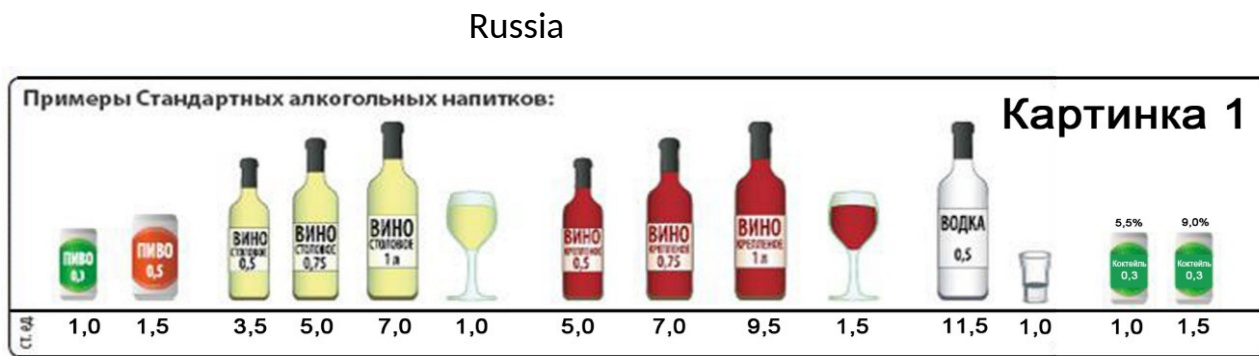 Russia
Примеры Стандартных алкогольных напитков:
Картинка 1
ПИВО
0,3
ПИВО
0,5
ВИНО
СТОЛОВОЕ
0,5
ВИНО
СТОЛОВОЕ
0,75
ВИНО
СТОЛОВОЕ
1 л
ВИНО
КРЕПЛЕНОЕ
0,5
ВИНО
КРЕПЛЕНОЕ
0,75
ВИНО
КРЕПЛЕНОЕ
1 л
ВОДКА
0,5
5,5%
Коктейль
0,3
9,0%
Коктейль
0,3
ст. ед
1,0 1,5 3,5 5,0 7,0 1,0 5,0 7,0 9,5 1,5 11,5 1,0 1,0 1,5